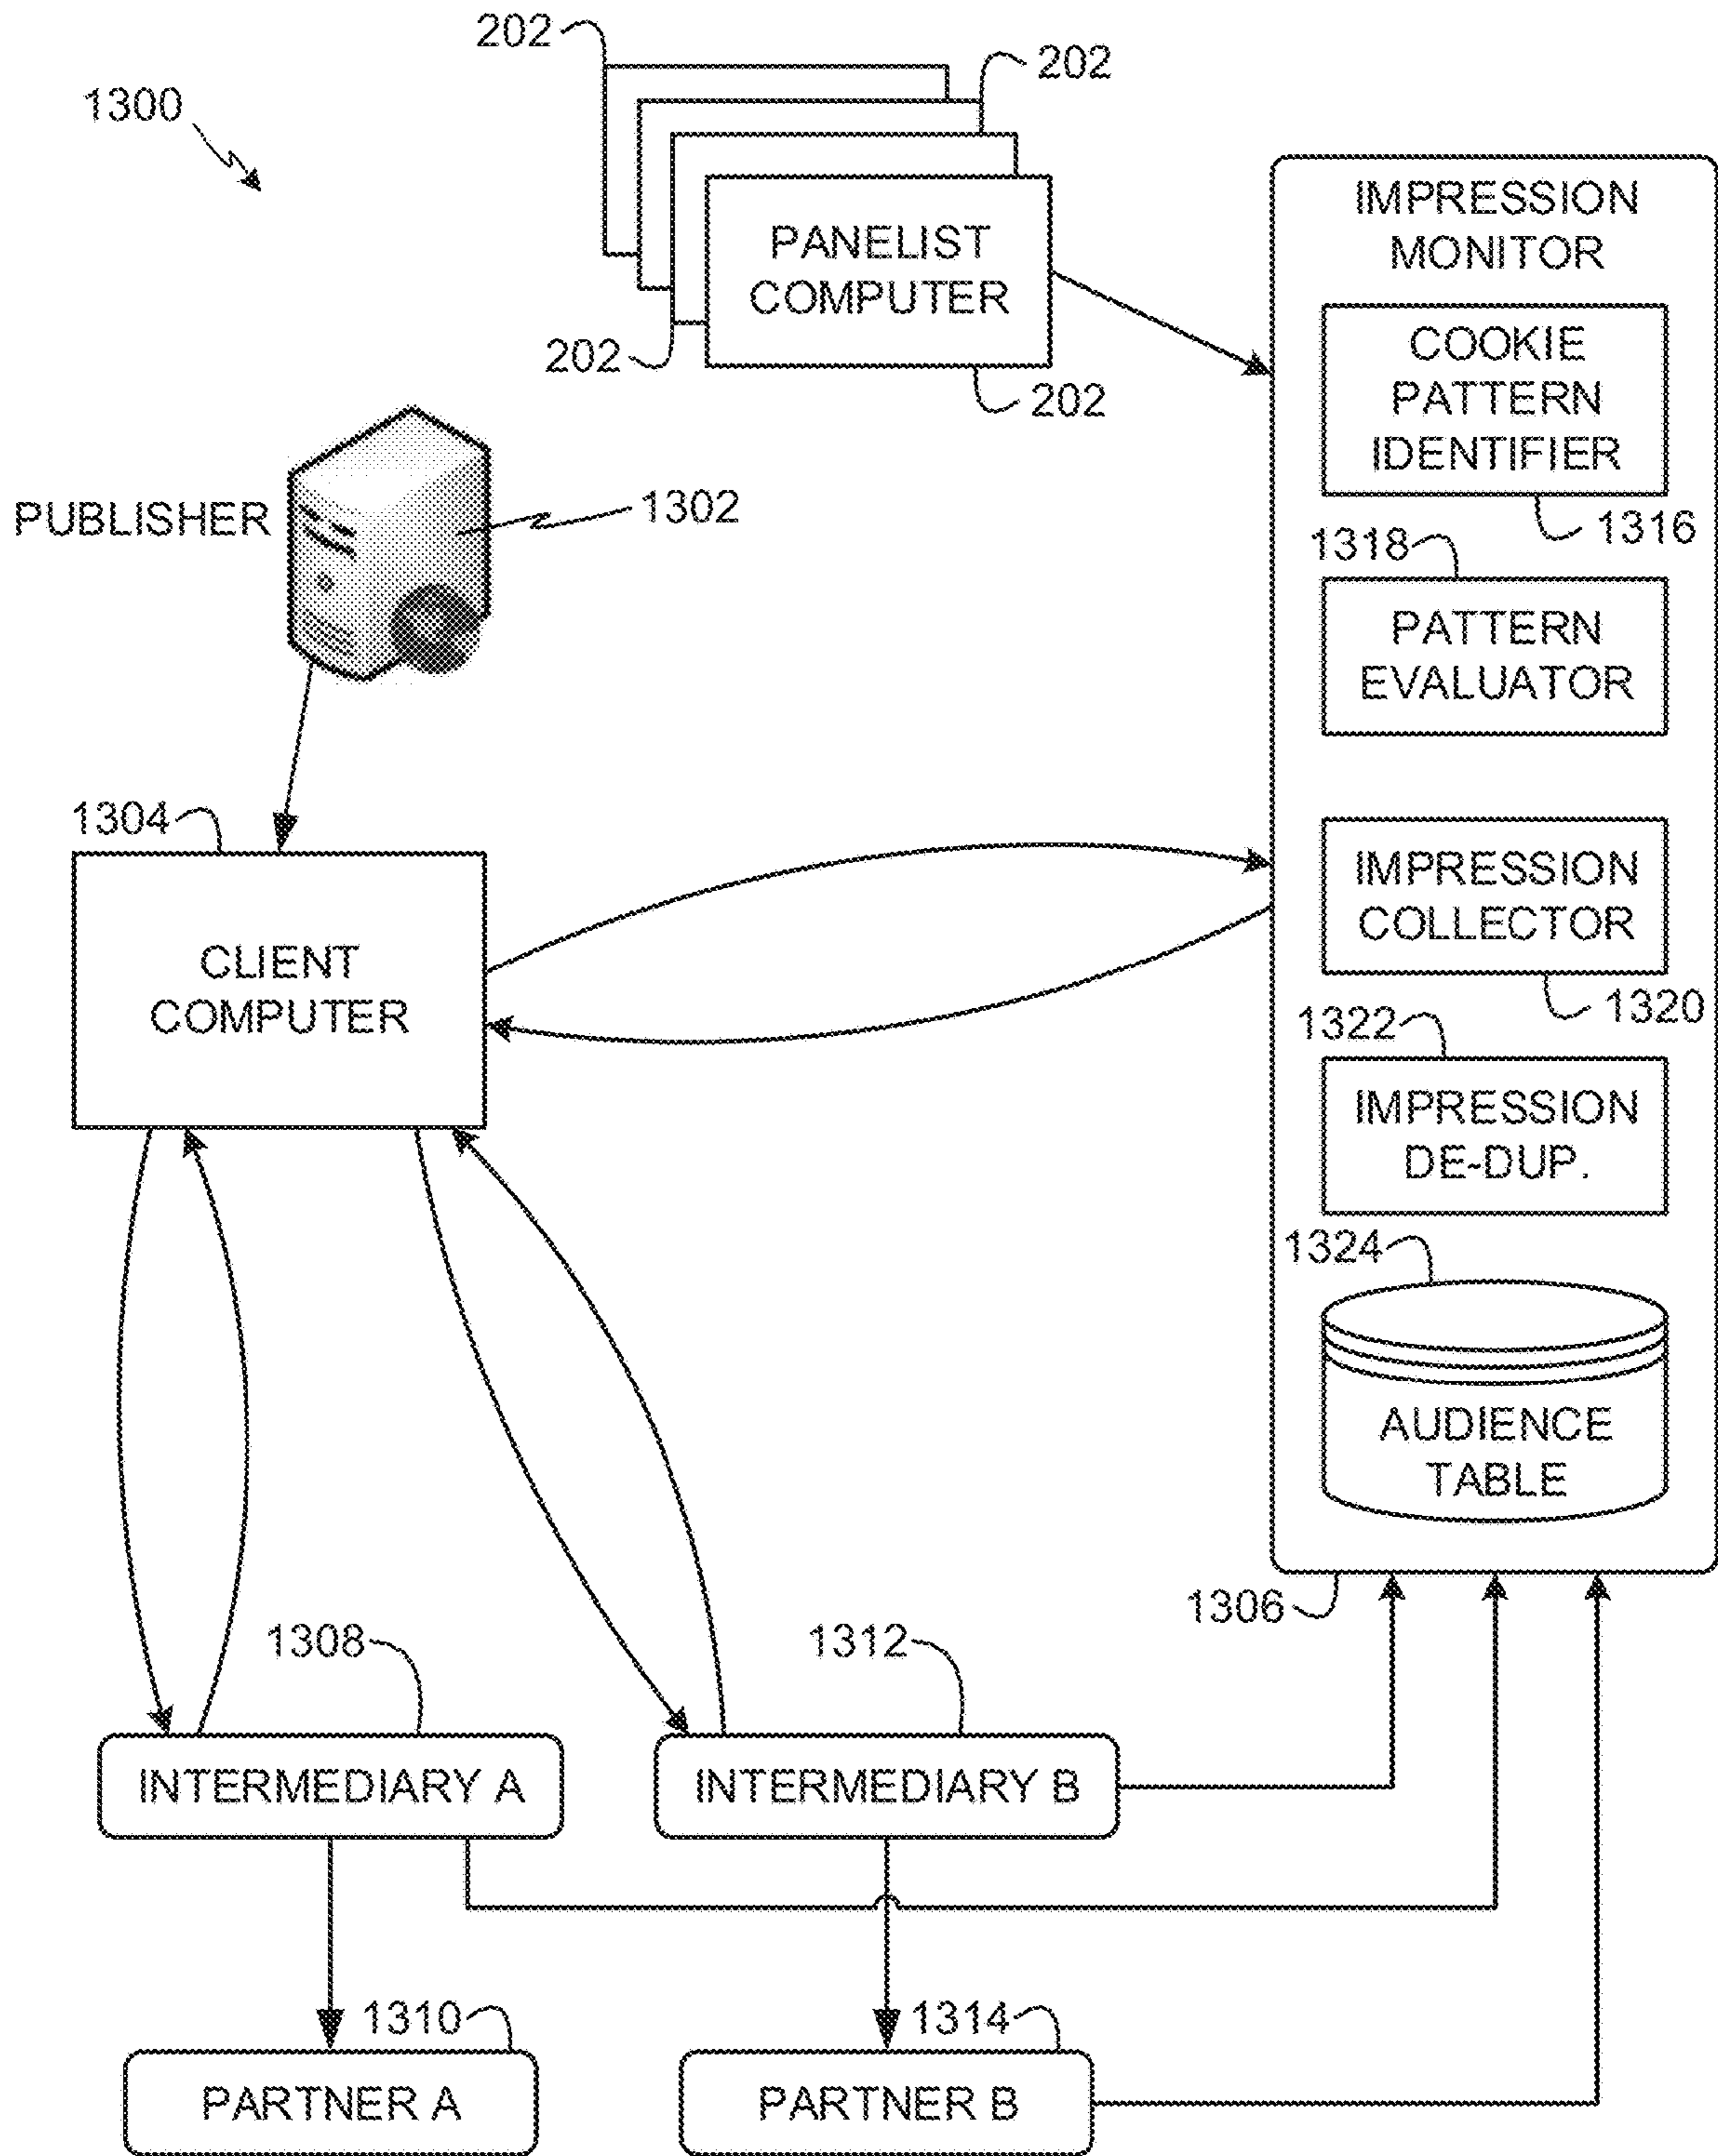 202
202
1300
PANELIST
COMPUTER
202
202
IMPRESSION
MONITOR
COOKIE
PATTERN
IDENTIFIER
1316
PUBLISHER
1302
1318
PATTERN
EVALUATOR
1304
CLIENT
COMPUTER
IMPRESSION
COLLECTOR
1320
1322
IMPRESSION
DE-DUP.
1324
AUDIENCE
TABLE
1306
1308
1312
INTERMEDIARY A
INTERMEDIARY B
1310
1314
PARTNER A
PARTNER B